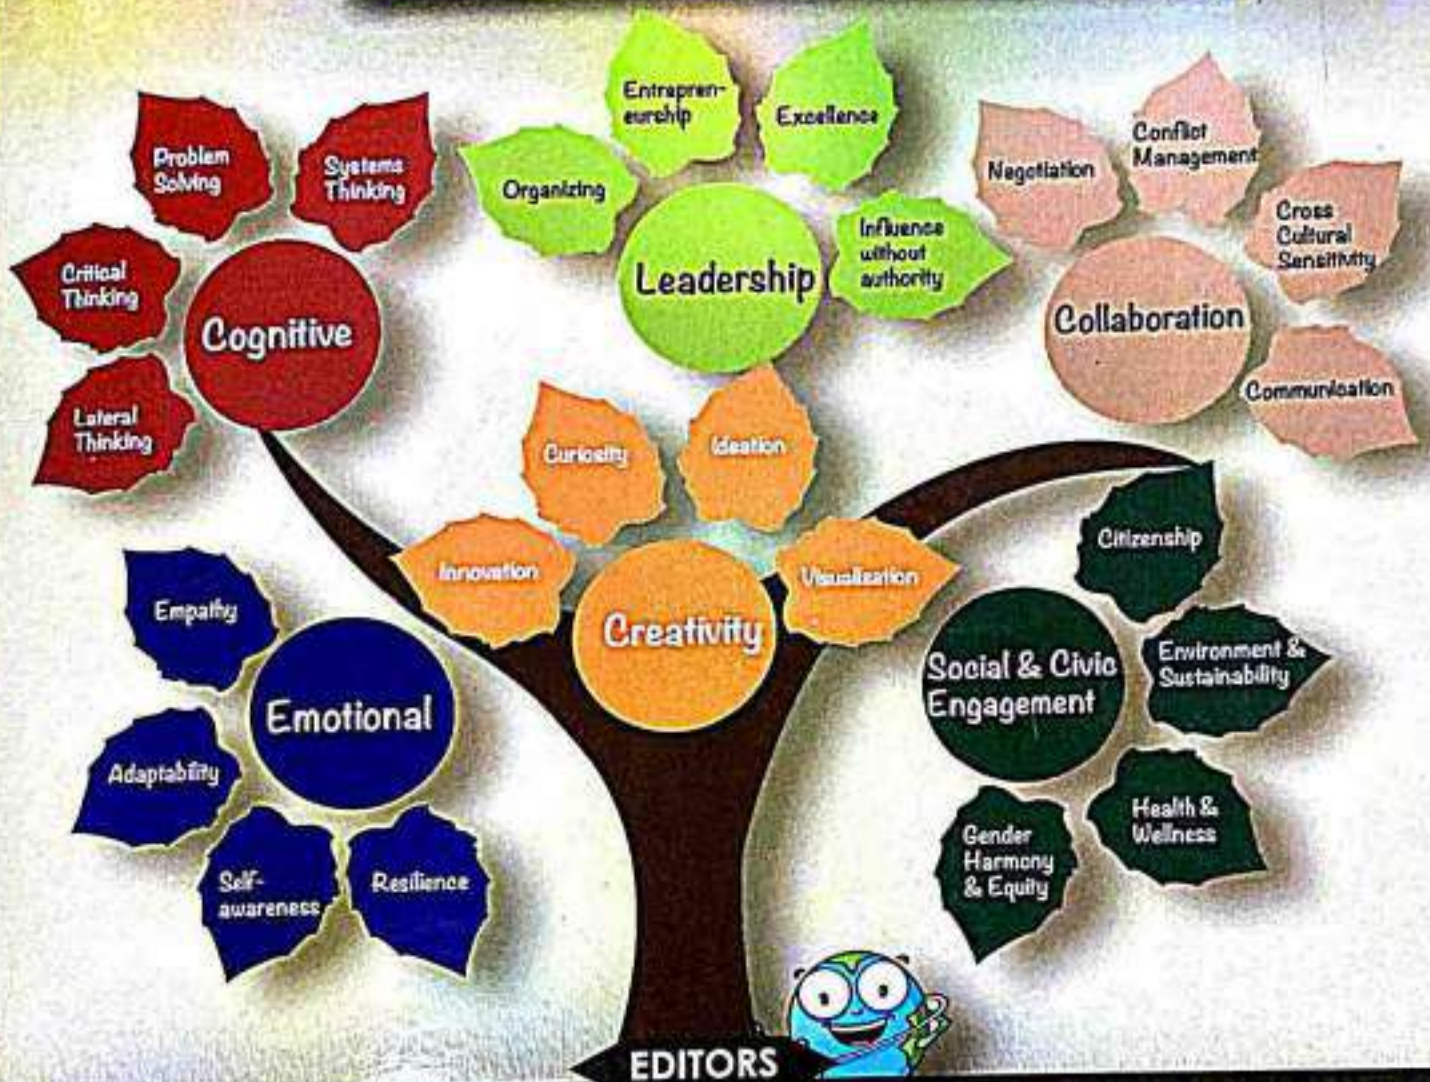 Problem
Solving
Systems
Thinking
Critical
Thinking
Lateral
Thinking
Cognitive
Entrepren-
eurship
Excellence
Organizing
Influence
without
authority
Leadership
Negotiation
Conflict
Management
Cross
Cultural
Sensitivity
Communication
Collaboration
Curiosity
Ideation
Innovation
Visualization
Creativity
Empathy
Adaptability
Self-
awareness
Resilience
Emotional
Citizenship
Environment &
Sustainability
Health &
Wellness
Gender
Harmony
& Equity
Social & Civic
Engagement
EDITORS